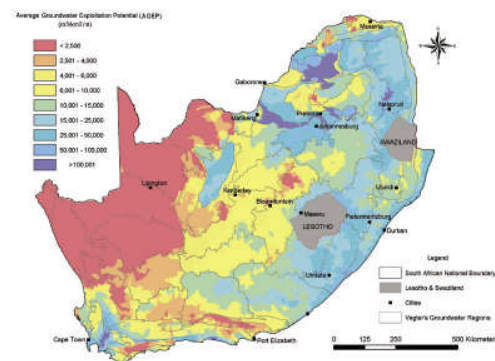 Average Groundwater Exploitation Potential (AGEP)
(m³/km²/a)
< 2,500
2,501 - 4,000
4,001 - 6,000
6,001 - 10,000
10,001 - 15,000
15,001 - 25,000
25,001 - 50,000
50,001 - 100,000
>100,001
Messina
Gaborone
Mafikeng
Pretoria
Johannesburg
Nelspruit
SWAZILAND
Upington
Kimberley
Bloemfontein
Maseru
LESOTHO
Ulundi
Pietermaritzburg
Durban
Umtata
Cape Town
Port Elizabeth
Legend
South African National Boundary
Lesotho & Swaziland
Cities
Vegter's Groundwater Regions
0 125 250 500 Kilometers